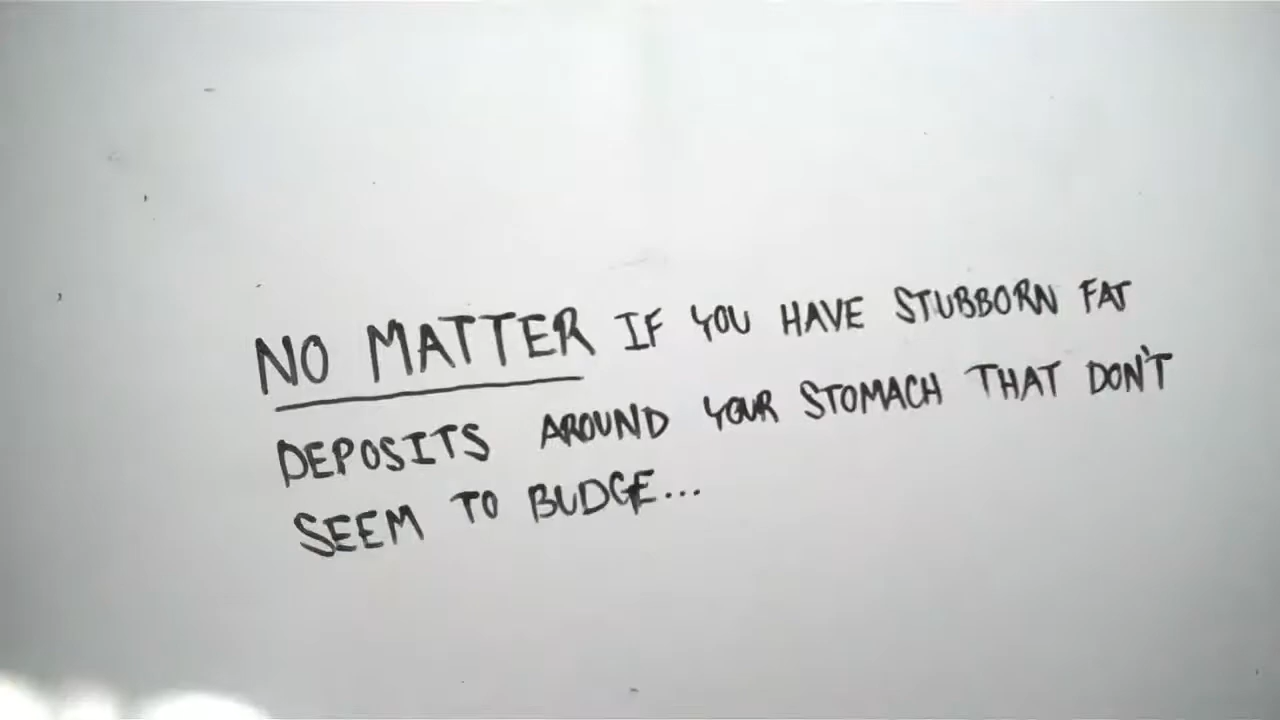 NO MATTER IF YOU HAVE STUBBORN FAT
DEPOSITS AROUND YOUR STOMACH THAT DON'T
SEEM TO BUDGE...